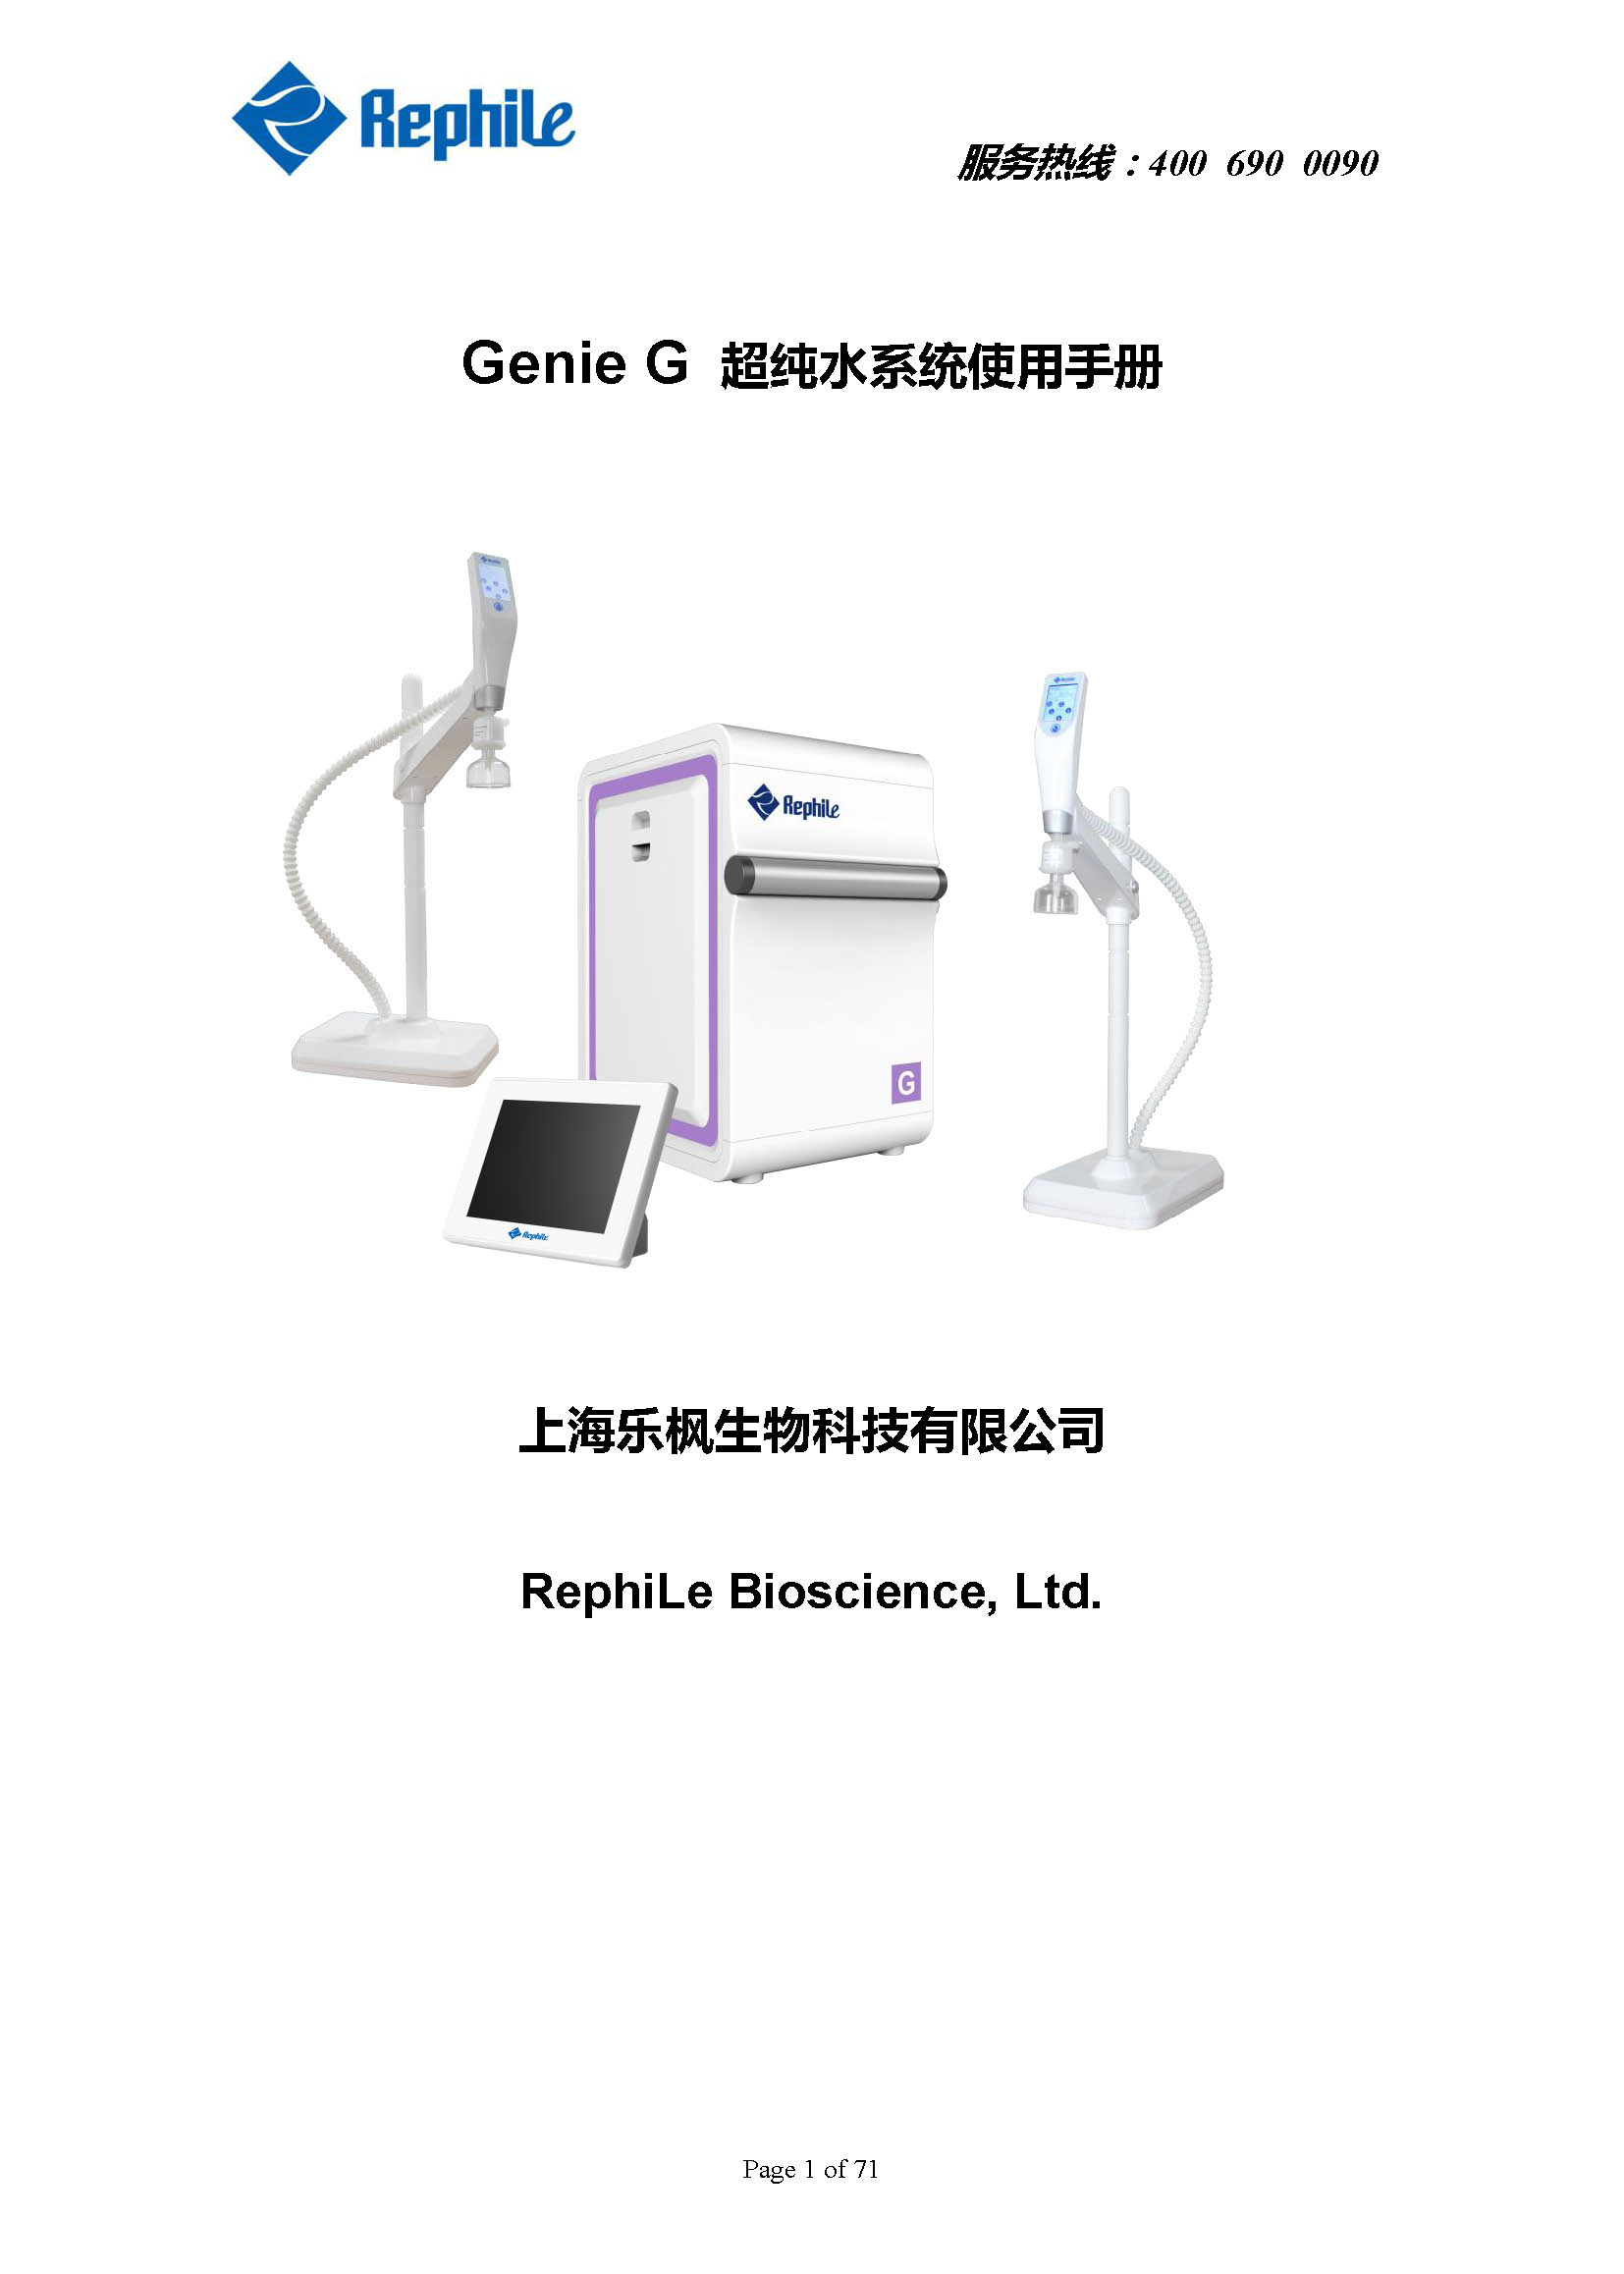 RephiLe
服务热线：400 690 0090
Genie G 超纯水系统使用手册
RephiLe
G
RephiLe
上海乐枫生物科技有限公司
RephiLe Bioscience, Ltd.
Page 1 of 71